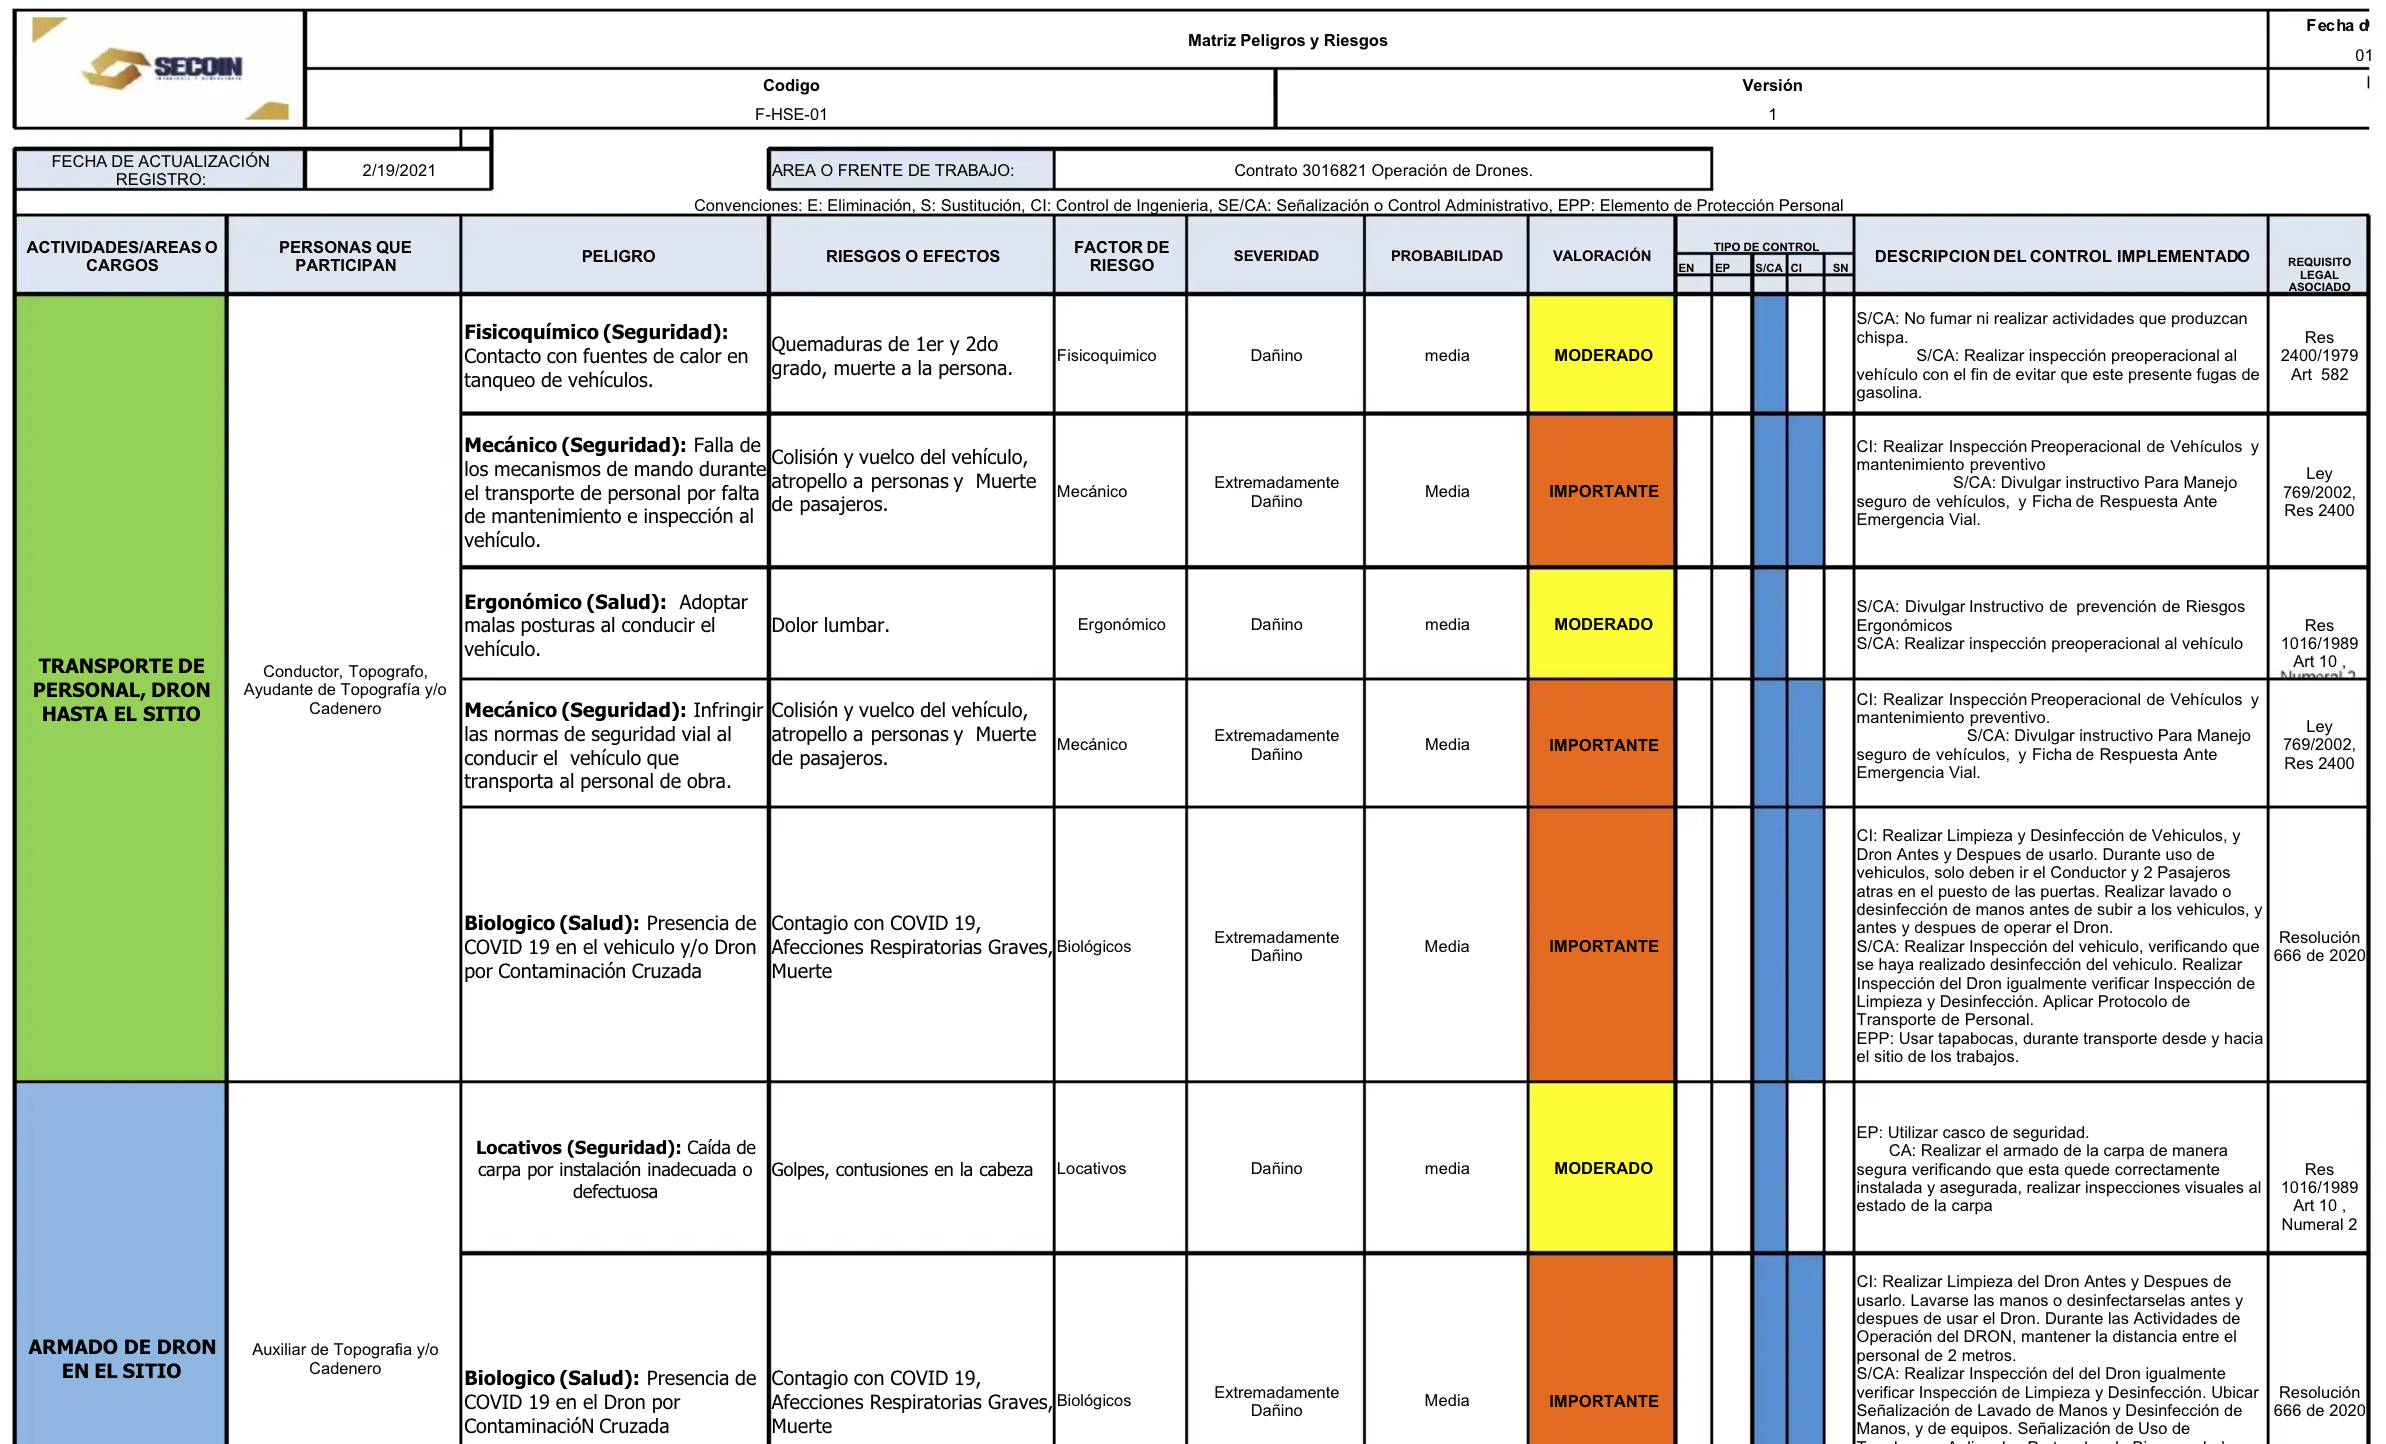 SECOIN
Matriz Peligros y Riesgos
Fecha d
01
Codigo
F-HSE-01
Versión
1
FECHA DE ACTUALIZACIÓN
REGISTRO:
2/19/2021
AREA O FRENTE DE TRABAJO:
Contrato 3016821 Operación de Drones.
Convenciones: E: Eliminación, S: Sustitución, CI: Control de Ingenieria, SE/CA: Señalización o Control Administrativo, EPP: Elemento de Protección Personal
ACTIVIDADES/AREAS O
CARGOS
PERSONAS QUE
PARTICIPAN
PELIGRO
RIESGOS O EFECTOS
FACTOR DE
RIESGO
SEVERIDAD
PROBABILIDAD
VALORACIÓN
TIPO DE CONTROL
EN EP S/CA CI SN
DESCRIPCION DEL CONTROL IMPLEMENTADO
REQUISITO
LEGAL
ASOCIADO
TRANSPORTE DE
PERSONAL, DRON
HASTA EL SITIO
Conductor, Topografo,
Ayudante de Topografía y/o
Cadenero
Fisicoquímico (Seguridad):
Contacto con fuentes de calor en
tanqueo de vehículos.
Quemaduras de 1er y 2do
grado, muerte a la persona.
Fisicoquimico
Dañino
media
MODERADO
S/CA: No fumar ni realizar actividades que produzcan
chispa.
S/CA: Realizar inspección preoperacional al
vehículo con el fin de evitar que este presente fugas de
gasolina.
Res
2400/1979
Art 582
Mecánico (Seguridad): Falla de
los mecanismos de mando durante
el transporte de personal por falta
de mantenimiento e inspección al
vehículo.
Colisión y vuelco del vehículo,
atropello a personas y Muerte
de pasajeros.
Mecánico
Extremadamente
Dañino
Media
IMPORTANTE
CI: Realizar Inspección Preoperacional de Vehículos y
mantenimiento preventivo
S/CA: Divulgar instructivo Para Manejo
seguro de vehículos, y Ficha de Respuesta Ante
Emergencia Vial.
Ley
769/2002,
Res 2400
Ergonómico (Salud): Adoptar
malas posturas al conducir el
vehículo.
Dolor lumbar.
Ergonómico
Dañino
media
MODERADO
S/CA: Divulgar Instructivo de prevención de Riesgos
Ergonómicos
S/CA: Realizar inspección preoperacional al vehículo
Res
1016/1989
Art 10 ,
Numeral 2
Mecánico (Seguridad): Infringir
las normas de seguridad vial al
conducir el vehículo que
transporta al personal de obra.
Colisión y vuelco del vehículo,
atropello a personas y Muerte
de pasajeros.
Mecánico
Extremadamente
Dañino
Media
IMPORTANTE
CI: Realizar Inspección Preoperacional de Vehículos y
mantenimiento preventivo.
S/CA: Divulgar instructivo Para Manejo
seguro de vehículos, y Ficha de Respuesta Ante
Emergencia Vial.
Ley
769/2002,
Res 2400
Biologico (Salud): Presencia de
COVID 19 en el vehiculo y/o Dron
por Contaminación Cruzada
Contagio con COVID 19,
Afecciones Respiratorias Graves,
Muerte
Biológicos
Extremadamente
Dañino
Media
IMPORTANTE
CI: Realizar Limpieza y Desinfección de Vehiculos, y
Dron Antes y Despues de usarlo. Durante uso de
vehiculos, solo deben ir el Conductor y 2 Pasajeros
atras en el puesto de las puertas. Realizar lavado o
desinfección de manos antes de subir a los vehiculos, y
antes y despues de operar el Dron.
S/CA: Realizar Inspección del vehiculo, verificando que
se haya realizado desinfección del vehiculo. Realizar
Inspección del Dron igualmente verificar Inspección de
Limpieza y Desinfección. Aplicar Protocolo de
Transporte de Personal.
EPP: Usar tapabocas, durante transporte desde y hacia
el sitio de los trabajos.
Resolución
666 de 2020
ARMADO DE DRON
EN EL SITIO
Auxiliar de Topografia y/o
Cadenero
Locativos (Seguridad): Caída de
carpa por instalación inadecuada o
defectuosa
Golpes, contusiones en la cabeza
Locativos
Dañino
media
MODERADO
EP: Utilizar casco de seguridad.
CA: Realizar el armado de la carpa de manera
segura verificando que esta quede correctamente
instalada y asegurada, realizar inspecciones visuales al
estado de la carpa
Res
1016/1989
Art 10 ,
Numeral 2
Biologico (Salud): Presencia de
COVID 19 en el Dron por
ContaminacióN Cruzada
Contagio con COVID 19,
Afecciones Respiratorias Graves,
Muerte
Biológicos
Extremadamente
Dañino
Media
IMPORTANTE
CI: Realizar Limpieza del Dron Antes y Despues de
usarlo. Lavarse las manos o desinfectarselas antes y
despues de usar el Dron. Durante las Actividades de
Operación del DRON, mantener la distancia entre el
personal de 2 metros.
S/CA: Realizar Inspección del del Dron igualmente
verificar Inspección de Limpieza y Desinfección. Ubicar
Señalización de Lavado de Manos y Desinfección de
Manos, y de equipos. Señalización de Uso de
Resolución
666 de 2020